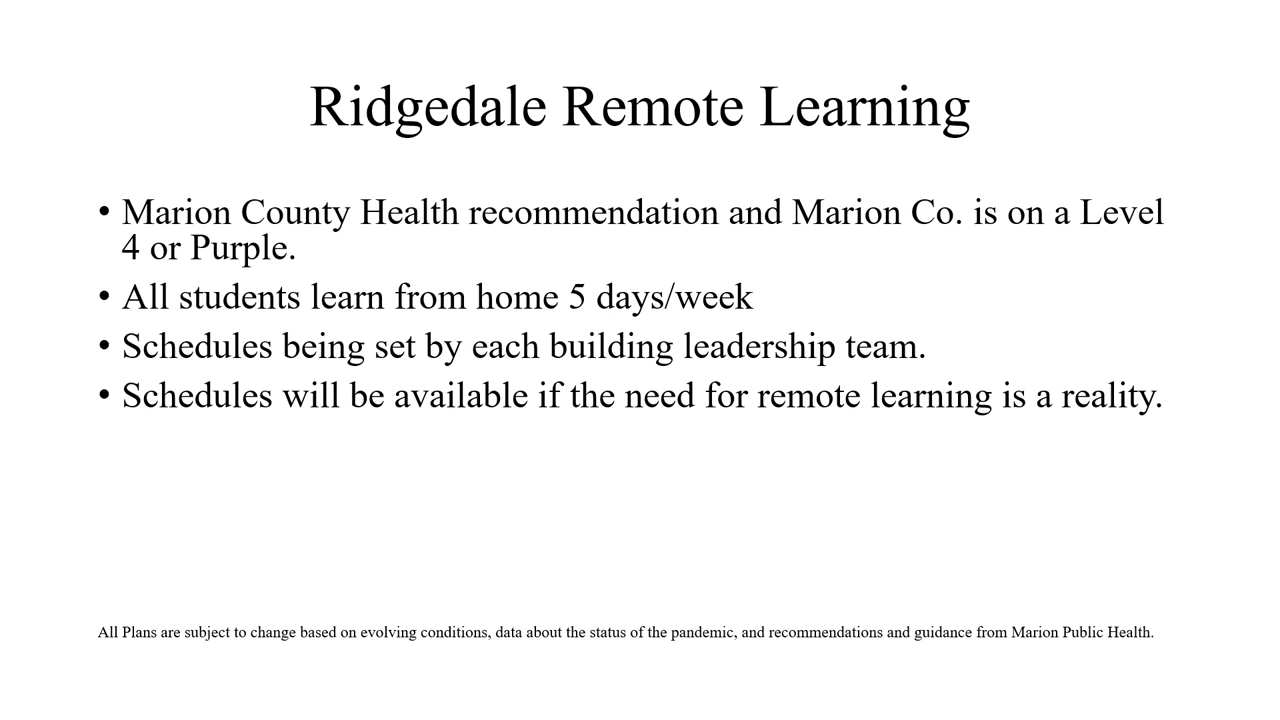 Ridgedale Remote Learning
• Marion County Health recommendation and Marion Co. is on a Level
4 or Purple.
• All students learn from home 5 days/week
• Schedules being set by each building leadership team.
• Schedules will be available if the need for remote learning is a reality.
All Plans are subject to change based on evolving conditions, data about the status of the pandemic, and recommendations and guidance from Marion Public Health.